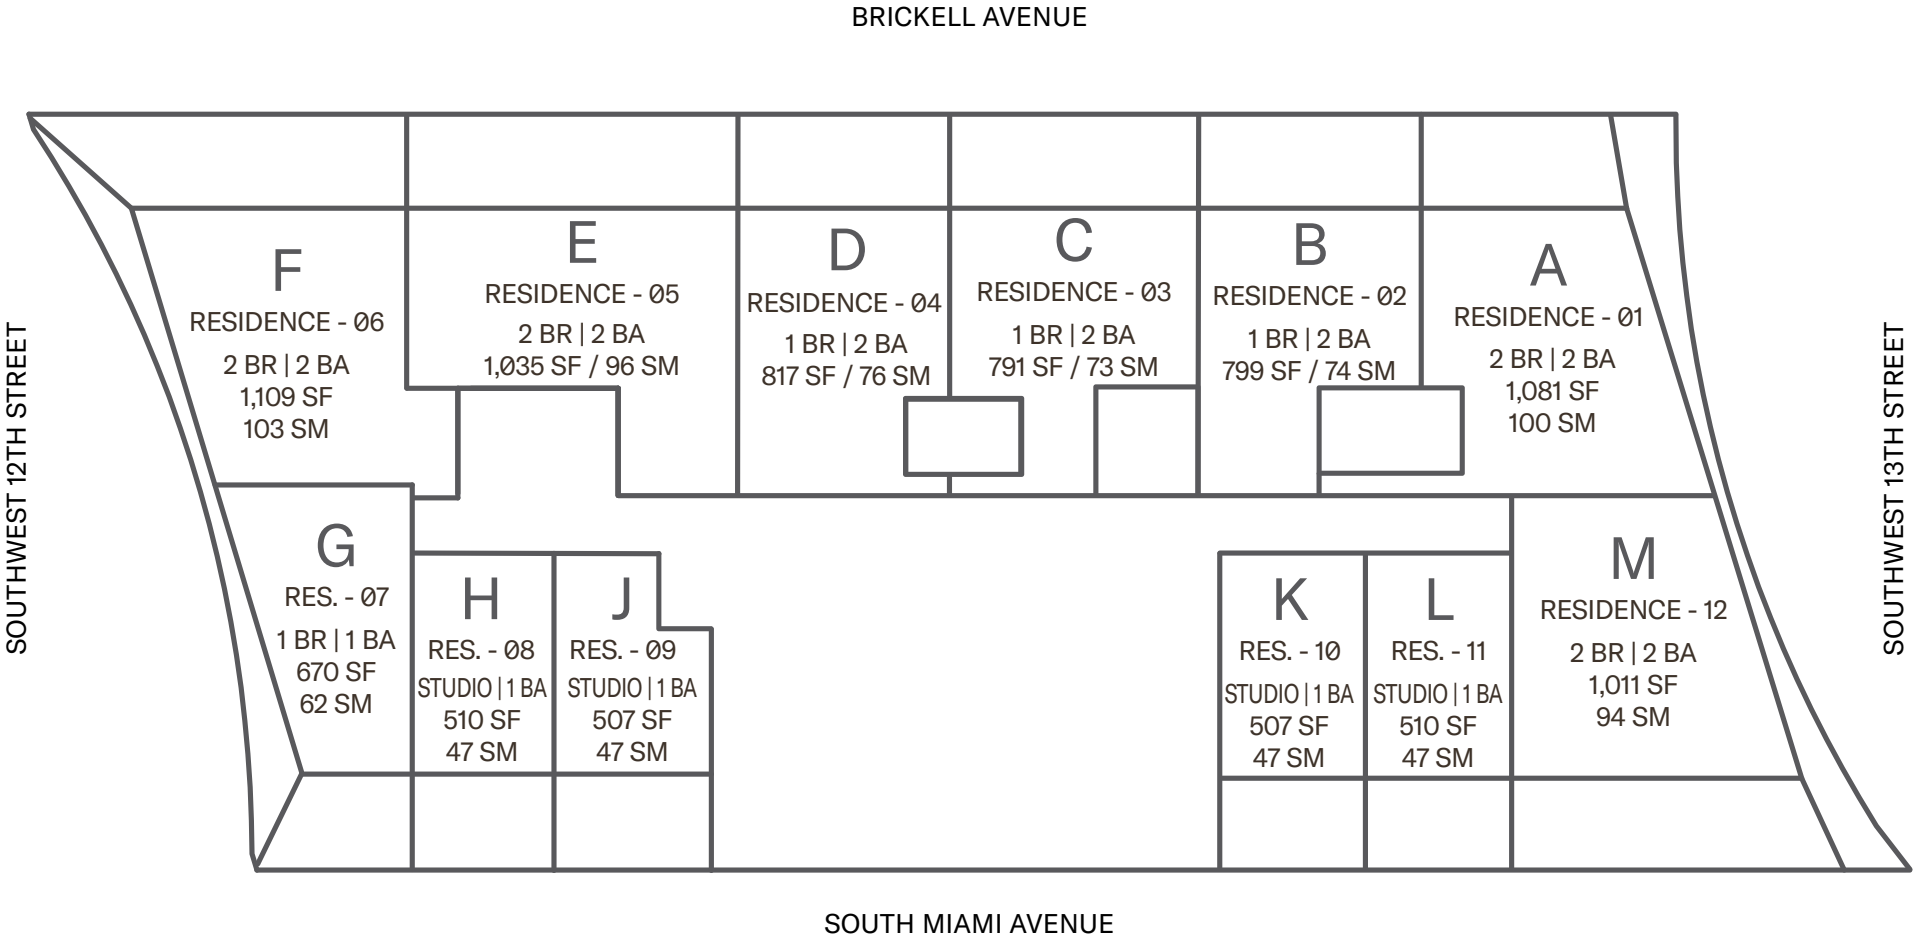 BRICKELL AVENUE
SOUTHWEST 12TH STREET
F
RESIDENCE - 06
2 BR | 2 BA
1,109 SF
103 SM
E
RESIDENCE - 05
2 BR | 2 BA
1,035 SF / 96 SM
D
RESIDENCE - 04
1 BR | 2 BA
817 SF / 76 SM
C
RESIDENCE - 03
1 BR | 2 BA
791 SF / 73 SM
B
RESIDENCE - 02
1 BR | 2 BA
799 SF / 74 SM
A
RESIDENCE - 01
2 BR | 2 BA
1,081 SF
100 SM
SOUTHWEST 13TH STREET
G
RES. - 07
1 BR | 1 BA
670 SF
62 SM
H
RES. - 08
STUDIO | 1 BA
510 SF
47 SM
J
RES. - 09
STUDIO | 1 BA
507 SF
47 SM
K
RES. - 10
STUDIO | 1 BA
507 SF
47 SM
L
RES. - 11
STUDIO | 1 BA
510 SF
47 SM
M
RESIDENCE - 12
2 BR | 2 BA
1,011 SF
94 SM
SOUTH MIAMI AVENUE